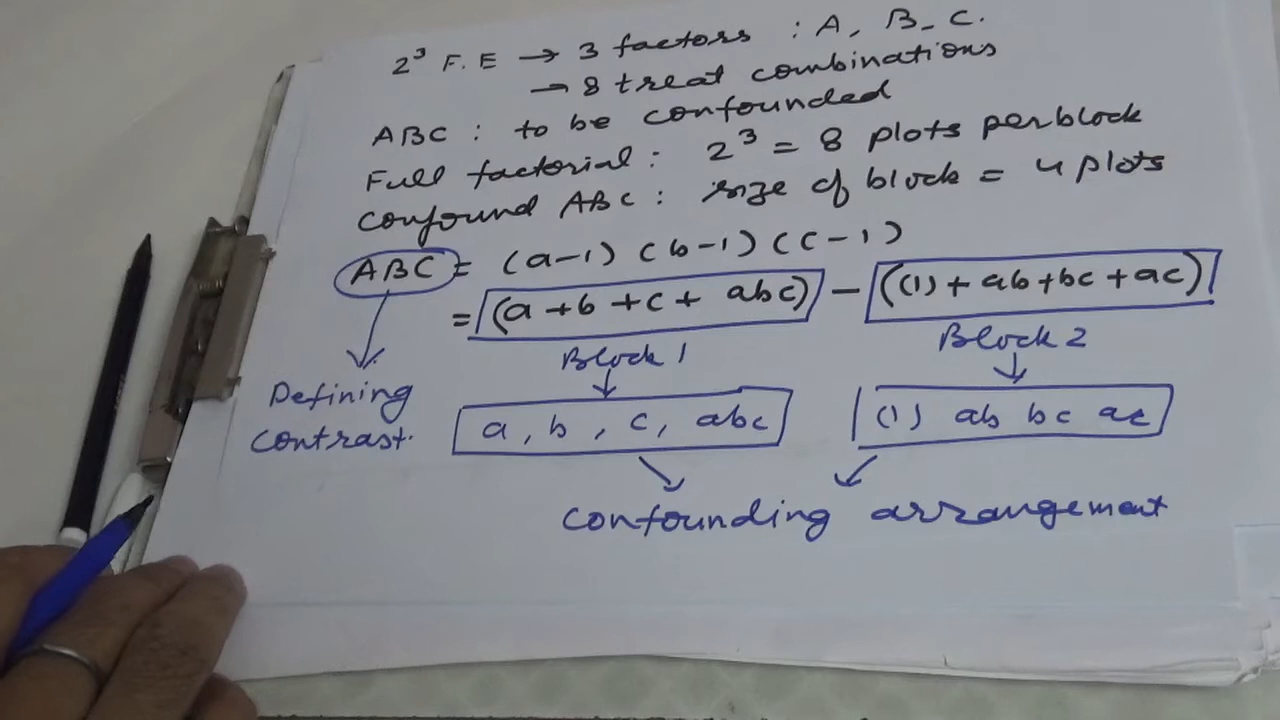 2³ F.E → 3 factors : A, B, C.
→ 8 treat combinations
ABC : to be confounded
Full factorial : 2³ = 8 plots per block
Confound ABC : size of block = 4 plots
ABC = (a-1) (b-1) (c-1)
= (a+b+c+ abc) - ((1) + ab+bc +ac)
Block 1 Block 2
Defining contrast.
a, b, c, abc (1) ab bc ac
confounding arrangement